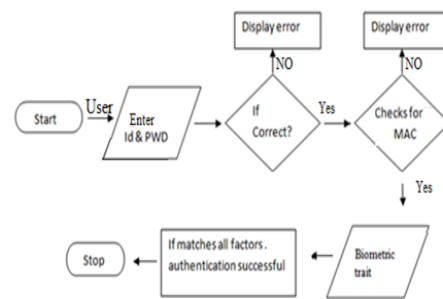 Display error
Display error
NO
NO
Start
User
Enter
Id & PWD
If
Correct?
Yes
Checks for
MAC
Yes
Stop
If matches all factors .
authentication successful
Biometric
trait